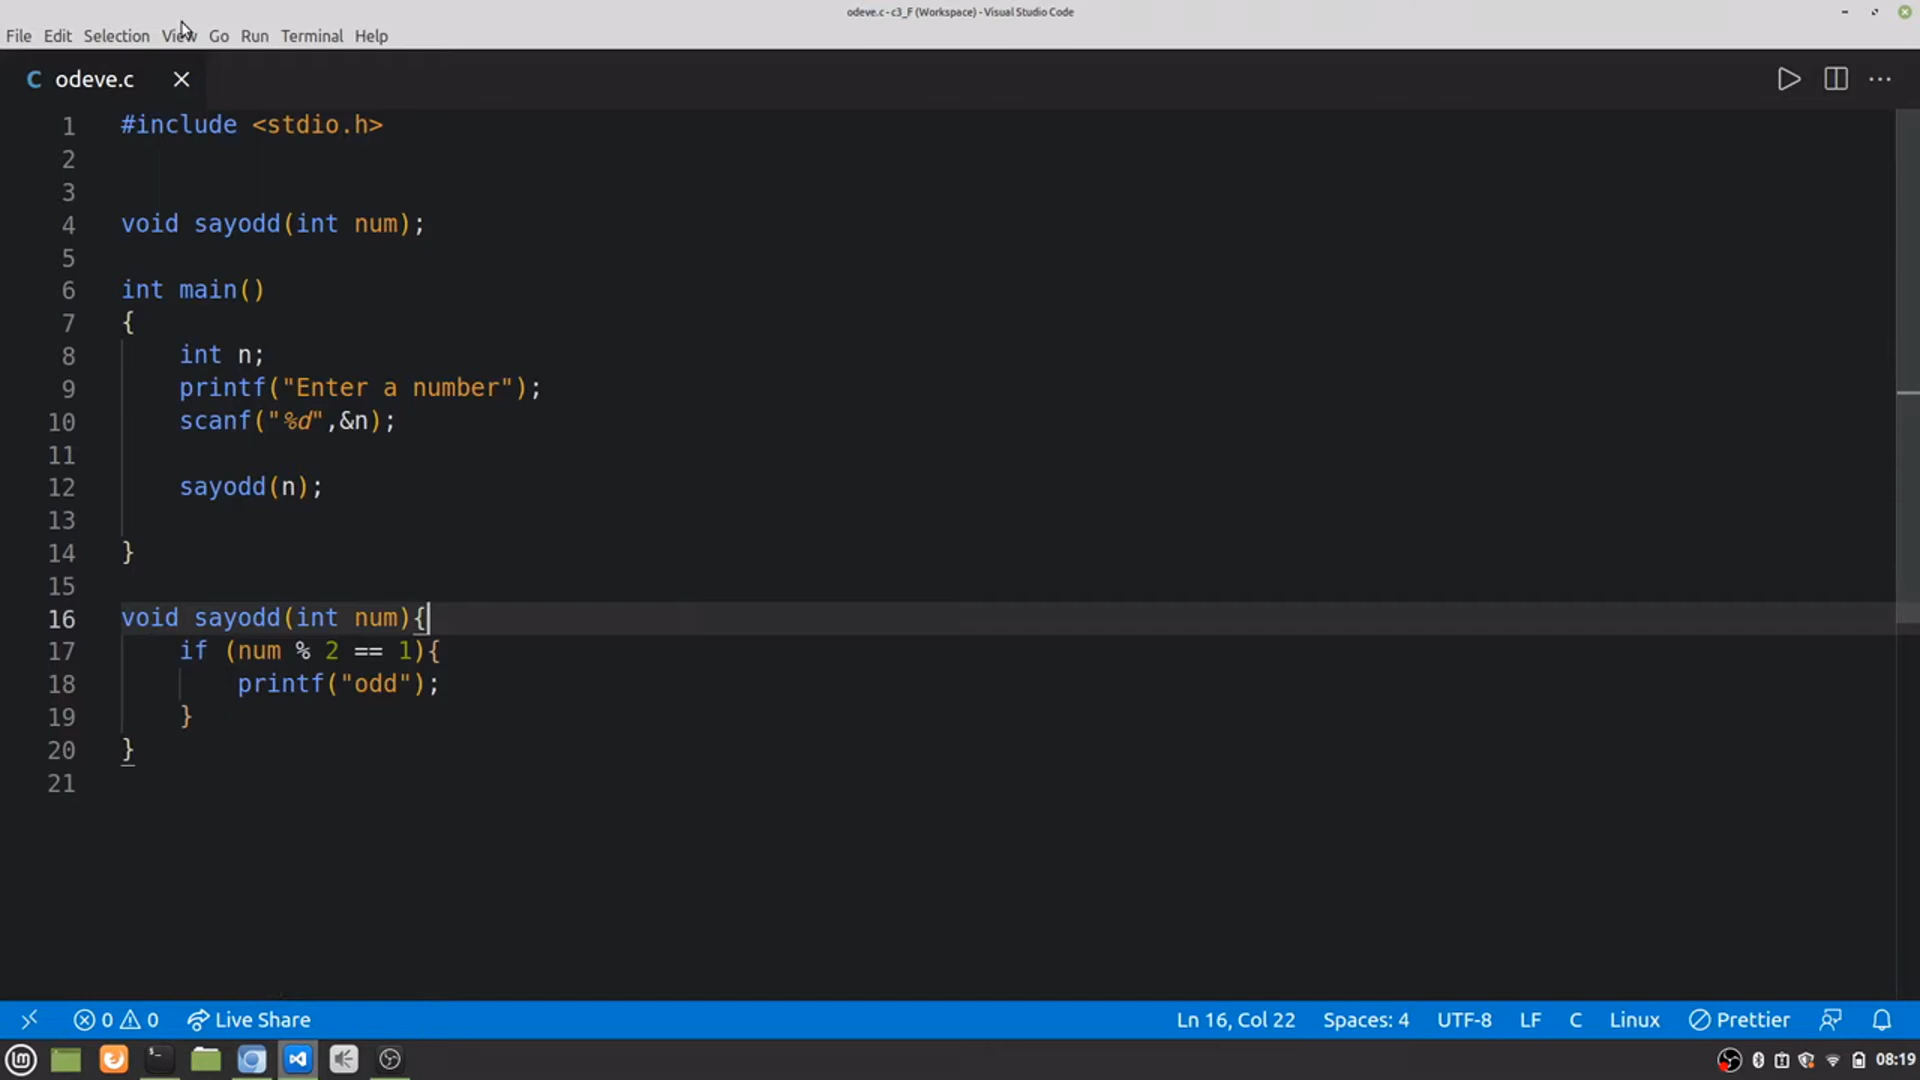 odeve.c - c3_F (Workspace) - Visual Studio Code
File Edit Selection View Go Run Terminal Help
C odeve.c
1 #include <stdio.h>
2
3
4 void sayodd(int num);
5
6 int main()
7 {
8 int n;
9 printf("Enter a number");
10 scanf("%d",&n);
11
12 sayodd(n);
13
14 }
15
16 void sayodd(int num){
17 if (num % 2 == 1){
18 printf("odd");
19 }
20 }
21
0 0 Live Share Ln 16, Col 22 Spaces: 4 UTF-8 LF C Linux Prettier
08:19